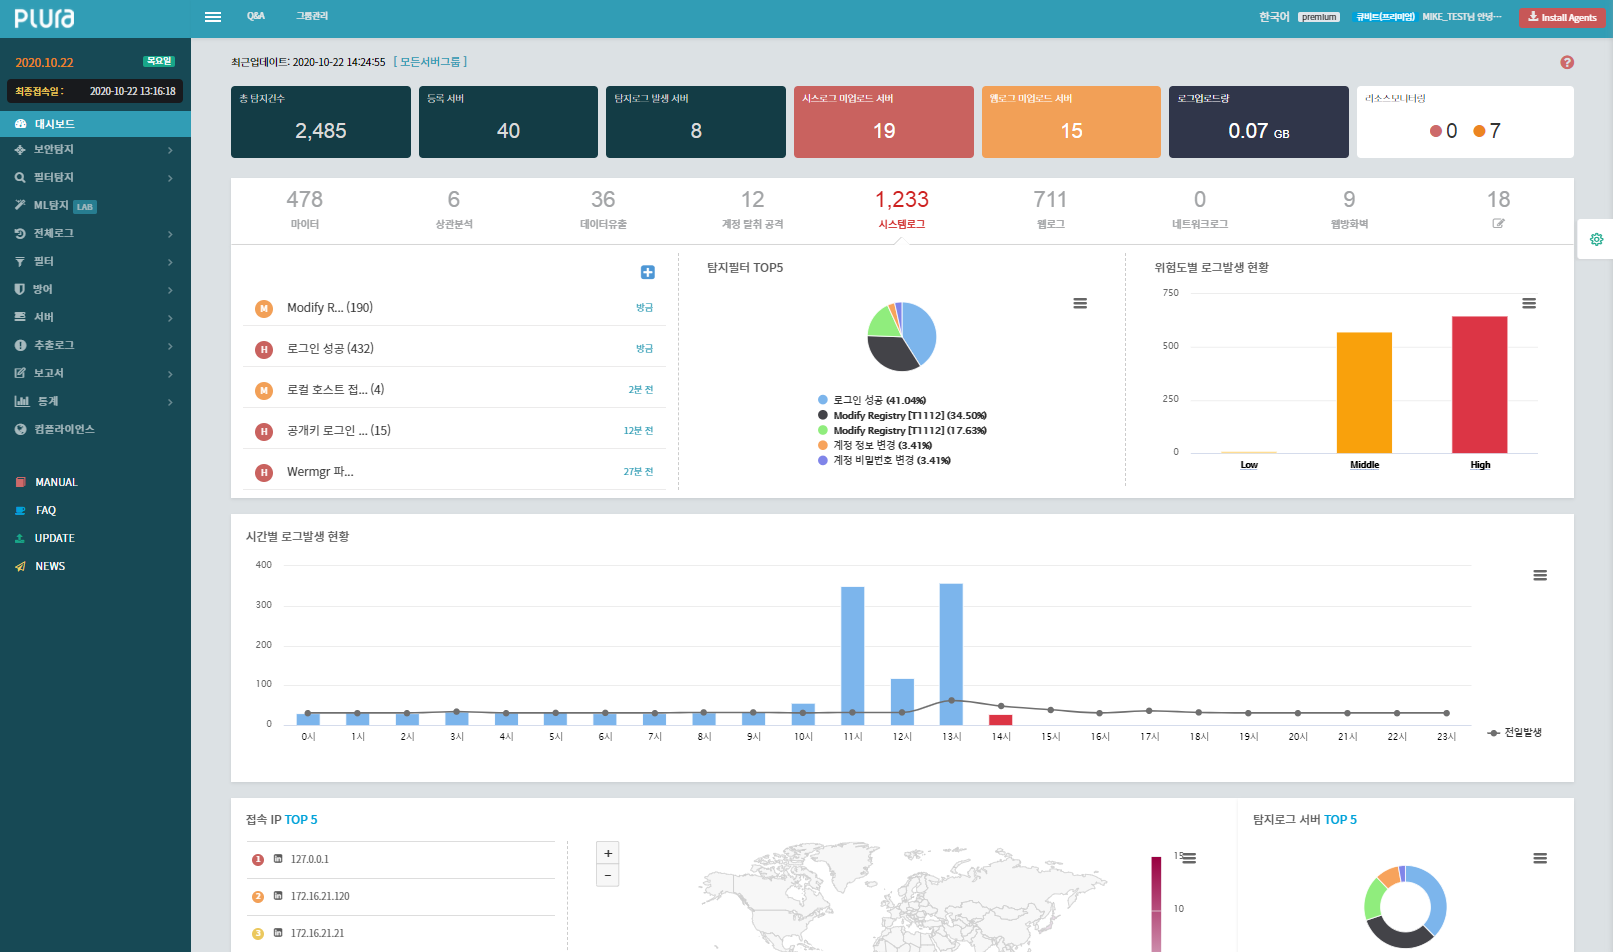 PLURA
Q&A 그룹관리 한국어 premium 큐비트(프리미엄) MIKE_TEST님 안녕… Install Agents
2020.10.22 목요일
최종접속일 : 2020-10-22 13:16:18
대시보드
보안탐지
필터탐지
ML탐지 LAB
전체로그
필터
방어
서버
추출로그
보고서
통계
컴플라이언스
MANUAL
FAQ
UPDATE
NEWS
최근업데이트: 2020-10-22 14:24:55 [ 모든서버그룹 ]
총 탐지건수
2,485
등록 서버
40
탐지로그 발생 서버
8
시스로그 미업로드 서버
19
웹로그 미업로드 서버
15
로그업로드량
0.07 GB
리소스모니터링
0 7
478 6 36 12 1,233 711 0 9 18
마이터 상관분석 데이터유출 계정 탈취 공격 시스템로그 웹로그 네트워크로그 웹방화벽
M Modify R... (190) 방금
H 로그인 성공 (432) 방금
M 로컬 호스트 접... (4) 2분 전
H 공개키 로그인 ... (15) 12분 전
H Wermgr 파... 27분 전
탐지필터 TOP5
로그인 성공 (41.04%)
Modify Registry [T1112] (34.50%)
Modify Registry [T1112] (17.63%)
계정 정보 변경 (3.41%)
계정 비밀번호 변경 (3.41%)
위험도별 로그발생 현황
750
500
250
0
Low Middle High
시간별 로그발생 현황
400
300
200
100
0
0시 1시 2시 3시 4시 5시 6시 7시 8시 9시 10시 11시 12시 13시 14시 15시 16시 17시 18시 19시 20시 21시 22시 23시
전일발생
접속 IP TOP 5
1 127.0.0.1
2 172.16.21.120
3 172.16.21.21
+
−
15
10
탐지로그 서버 TOP 5